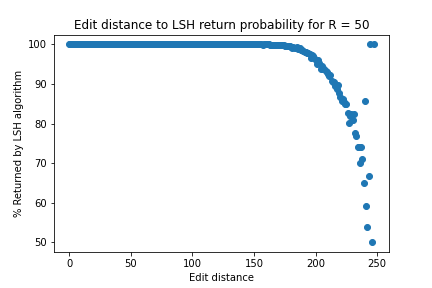 Edit distance to LSH return probability for R = 50
% Returned by LSH algorithm
100
90
80
70
60
50
0 50 100 150 200 250
Edit distance